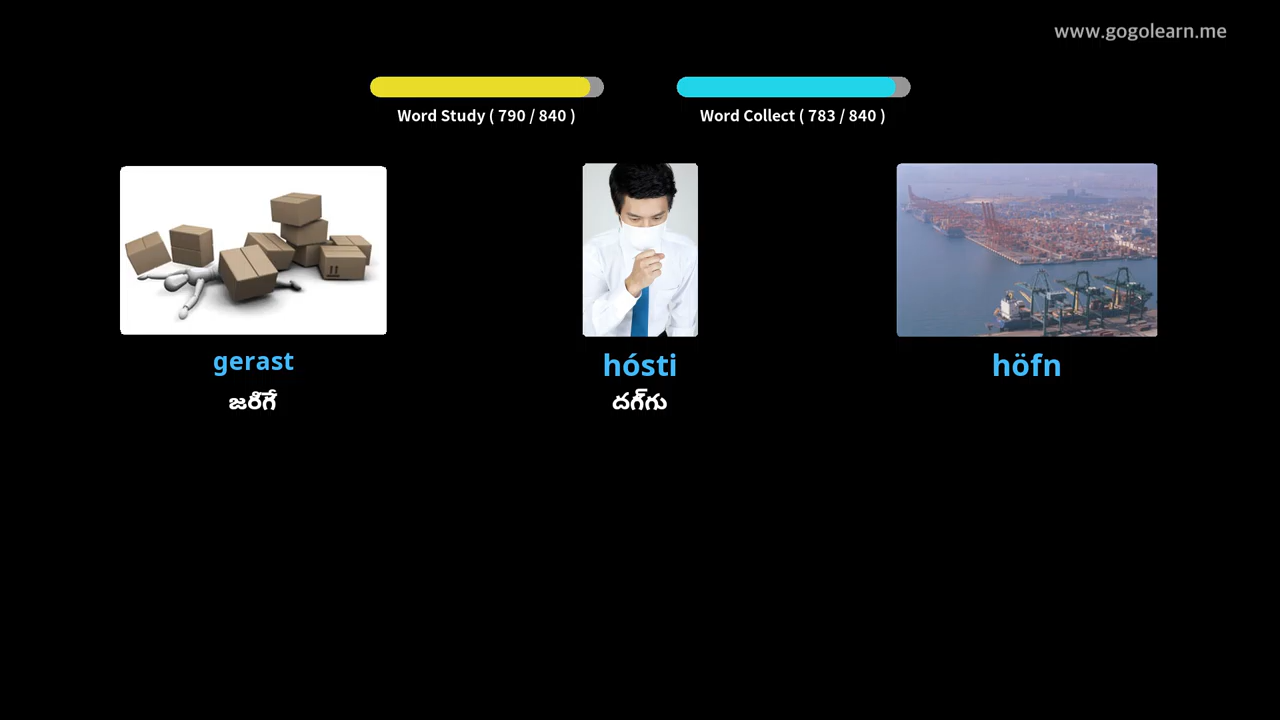 www.gogolearn.me
Word Study ( 790 / 840 )
Word Collect ( 783 / 840 )
gerast
hósti
höfn
జరిగే
దగ్గు